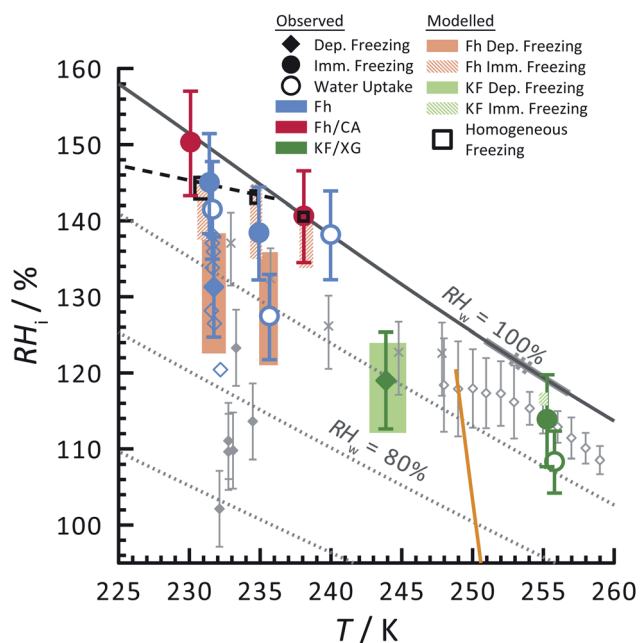 Observed
Modelled
Dep. Freezing
Imm. Freezing
Water Uptake
Fh
Fh/CA
KF/XG
Fh Dep. Freezing
Fh Imm. Freezing
KF Dep. Freezing
KF Imm. Freezing
Homogeneous
Freezing
160
150
140
130
120
110
100
RHi / %
RHw = 100%
RHw = 80%
225 230 235 240 245 250 255 260
T / K